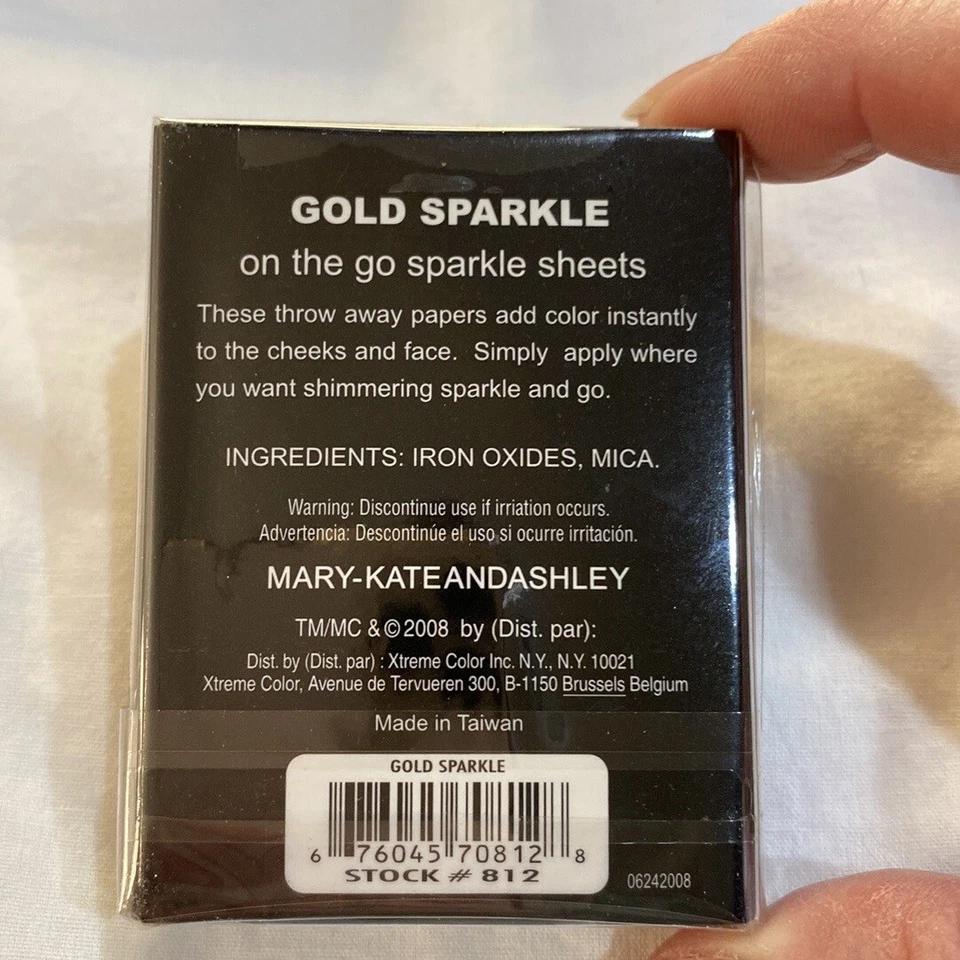 GOLD SPARKLE
on the go sparkle sheets
These throw away papers add color instantly
to the cheeks and face. Simply apply where
you want shimmering sparkle and go.
INGREDIENTS: IRON OXIDES, MICA.
Warning: Discontinue use if irriation occurs.
Advertencia: Descontinúe el uso si ocurre irritación.
MARY-KATEANDASHLEY
TM/MC & © 2008 by (Dist. par):
Dist. by (Dist. par) : Xtreme Color Inc. N.Y., N.Y. 10021
Xtreme Color, Avenue de Tervueren 300, B-1150 Brussels Belgium
Made in Taiwan
GOLD SPARKLE
6 76045 70812 8
STOCK # 812
06242008